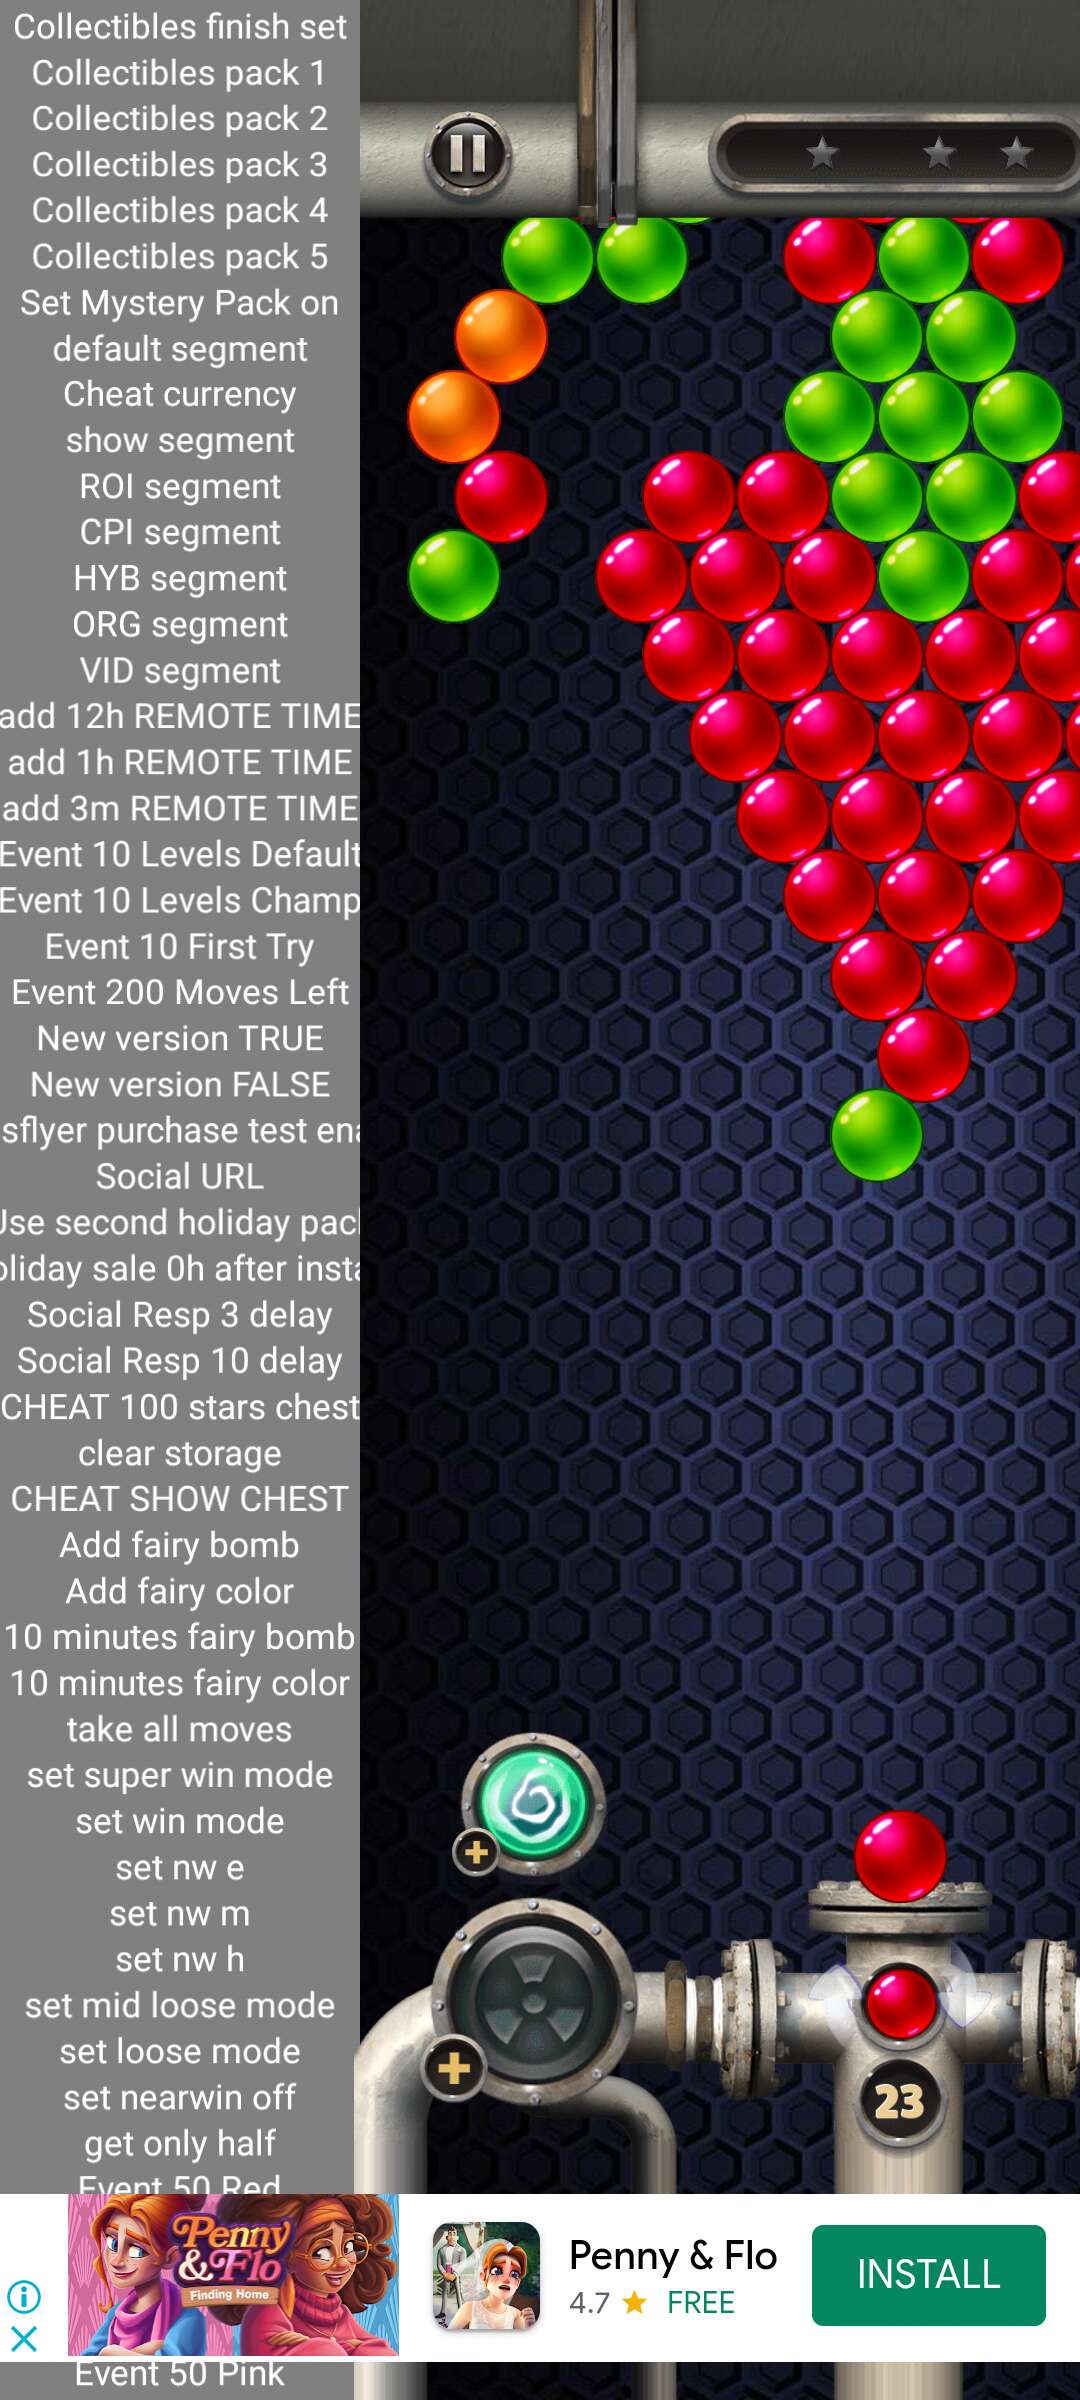 Collectibles finish set
Collectibles pack 1
Collectibles pack 2
Collectibles pack 3
Collectibles pack 4
Collectibles pack 5
Set Mystery Pack on
default segment
Cheat currency
show segment
ROI segment
CPI segment
HYB segment
ORG segment
VID segment
add 12h REMOTE TIME
add 1h REMOTE TIME
add 3m REMOTE TIME
Event 10 Levels Default
Event 10 Levels Champ
Event 10 First Try
Event 200 Moves Left
New version TRUE
New version FALSE
sflyer purchase test ena
Social URL
Use second holiday pac
oliday sale 0h after insta
Social Resp 3 delay
Social Resp 10 delay
CHEAT 100 stars chest
clear storage
CHEAT SHOW CHEST
Add fairy bomb
Add fairy color
10 minutes fairy bomb
10 minutes fairy color
take all moves
set super win mode
set win mode
set nw e
set nw m
set nw h
set mid loose mode
set loose mode
set nearwin off
get only half
Event 50 Red
23
Penny
& Flo
Finding Home
Penny & Flo
4.7 ★ FREE
INSTALL
Event 50 Pink